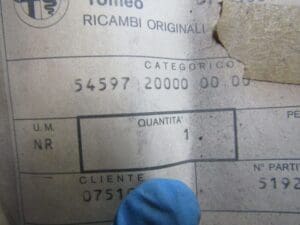 Romeo
RICAMBI ORIGINALI
CATEGORICO
54597 20000 00 00
U.M. QUANTITA'
NR 1
CLIENTE N° PARTI
0751 5192